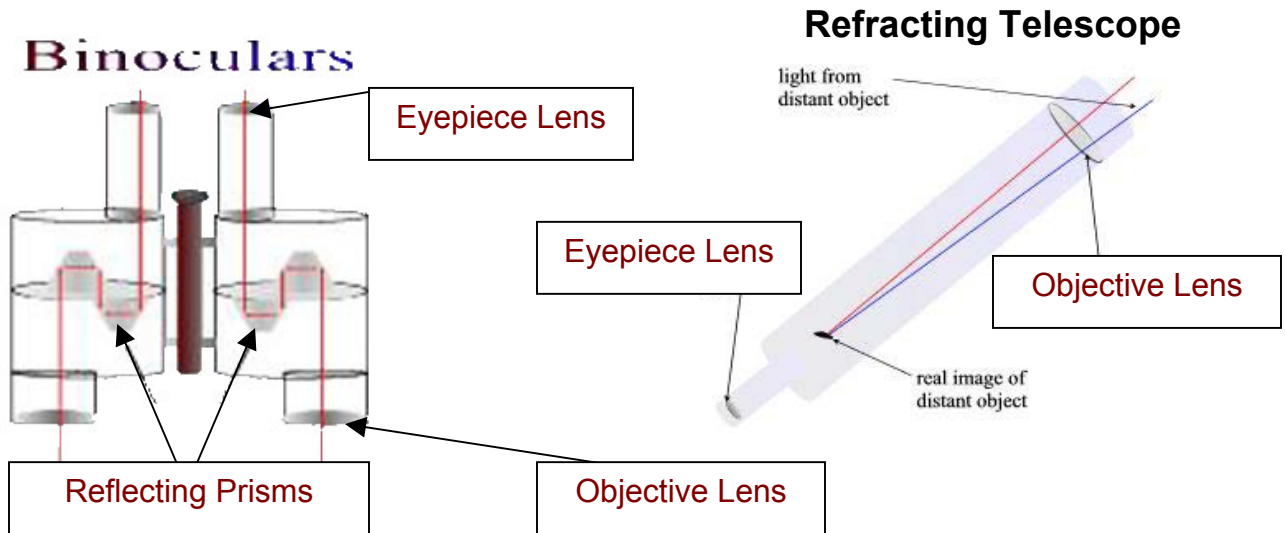 Binoculars
Eyepiece Lens
Reflecting Prisms
Objective Lens
Refracting Telescope
light from
distant object
Eyepiece Lens
Objective Lens
real image of
distant object